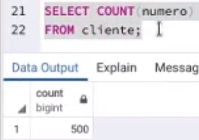 21 SELECT COUNT(numero)
22 FROM cliente;
Data Output Explain Messag
count
bigint
1 500